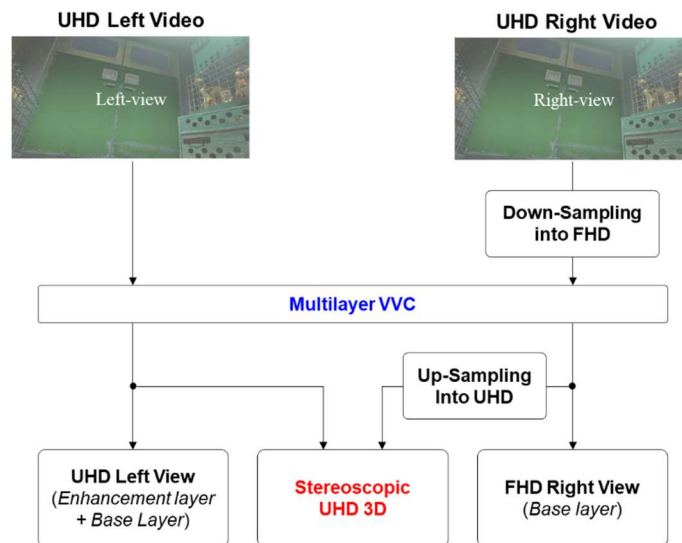 UHD Left Video
UHD Right Video
Left-view
Right-view
Down-Sampling
into FHD
Multilayer VVC
Up-Sampling
Into UHD
UHD Left View
(Enhancement layer
+ Base Layer)
Stereoscopic
UHD 3D
FHD Right View
(Base layer)